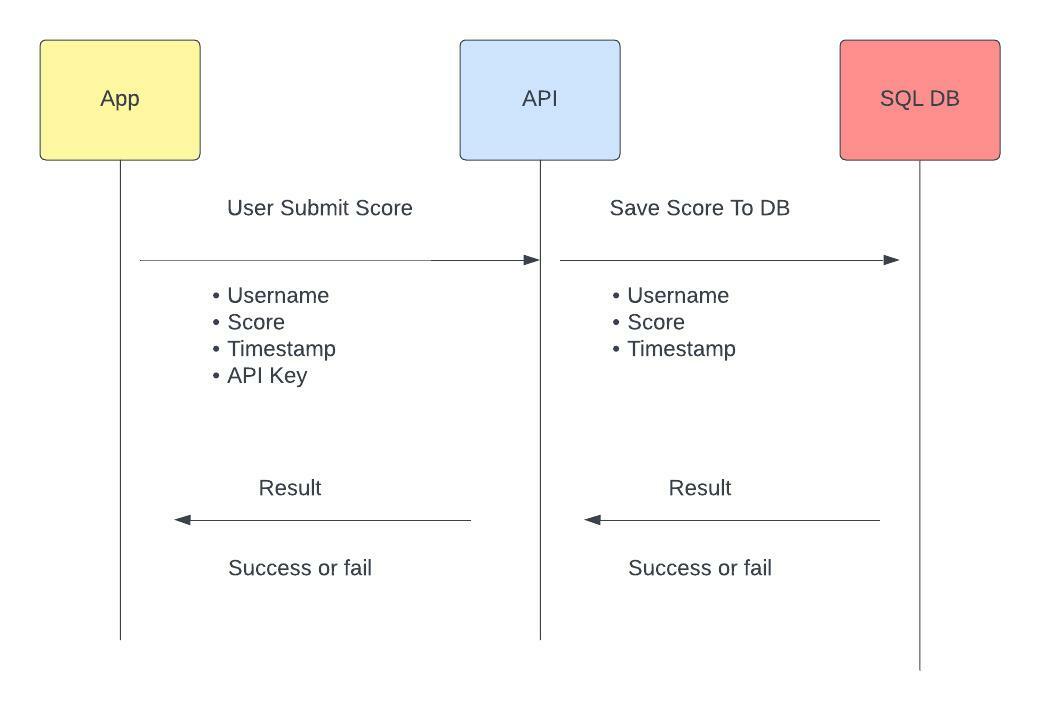 App
API
SQL DB
User Submit Score
Save Score To DB
• Username
• Score
• Timestamp
• API Key
• Username
• Score
• Timestamp
Result
Result
Success or fail
Success or fail